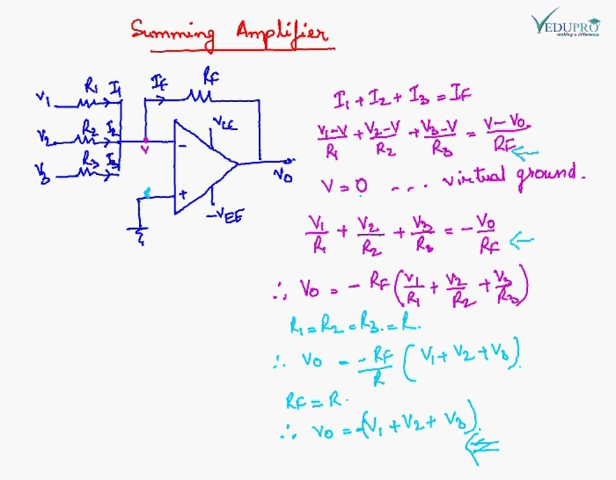 Summing Amplifier
VEDUPRO
making a difference
V1 R1 I1 If RF
V2 R2 I2
V3 R3 I3
V - VCC
+ -VEE Vo
I1 + I2 + I3 = IF
V1-V/R1 + V2-V/R2 + V3-V/R3 = V-Vo/RF
V = 0 .... virtual ground.
V1/R1 + V2/R2 + V3/R3 = -Vo/RF
∴ Vo = - RF (V1/R1 + V2/R2 + V3/R3)
R1 = R2 = R3. = R.
∴ Vo = -RF/R (V1 + V2 + V3).
RF = R.
∴ Vo = -(V1 + V2 + V3).